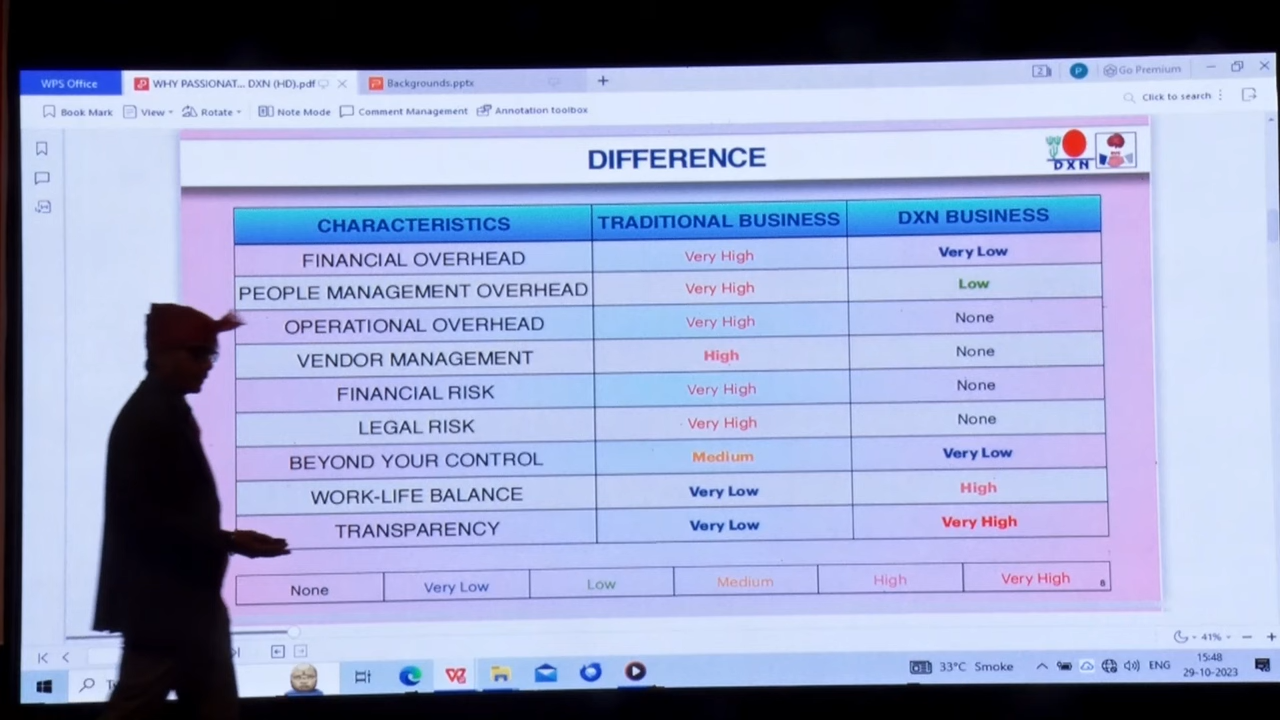 WPS Office
WHY PASSIONAT... DXN (HD).pdf
Backgrounds.pptx
+
2
P
Go Premium
Book Mark
View
Rotate
Note Mode
Comment Management
Annotation toolbox
Click to search
DIFFERENCE
DXN
CHARACTERISTICS TRADITIONAL BUSINESS DXN BUSINESS
FINANCIAL OVERHEAD Very High Very Low
PEOPLE MANAGEMENT OVERHEAD Very High Low
OPERATIONAL OVERHEAD Very High None
VENDOR MANAGEMENT High None
FINANCIAL RISK Very High None
LEGAL RISK Very High None
BEYOND YOUR CONTROL Medium Very Low
WORK-LIFE BALANCE Very Low High
TRANSPARENCY Very Low Very High
None Very Low Low Medium High Very High
41%
33°C Smoke
ENG
15:48
29-10-2023